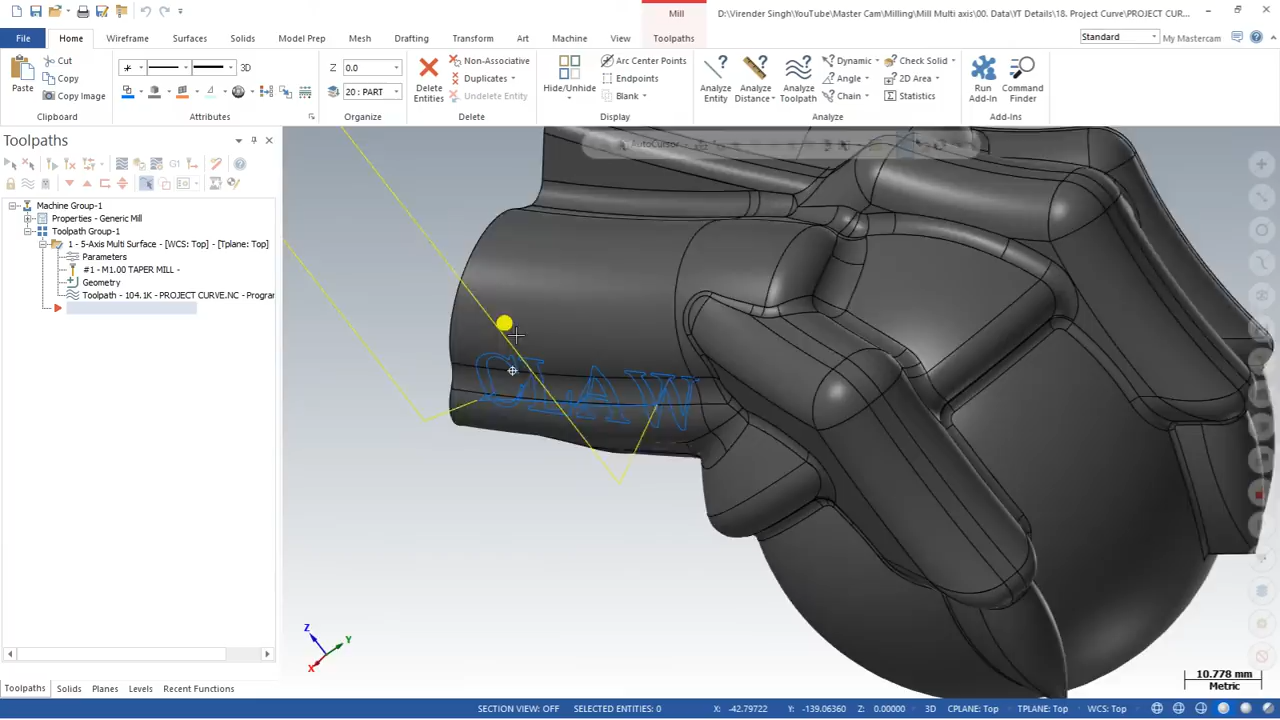 Mill
D:\Virender Singh\YouTube\Master Cam\Milling\Mill Multi axis\00. Data\YT Details\18. Project Curve\PROJECT CUR...
File
Home
Wireframe
Surfaces
Solids
Model Prep
Mesh
Drafting
Transform
Art
Machine
View
Toolpaths
Standard
My Mastercam
Paste
Cut
Copy
Copy Image
Clipboard
3D
Attributes
Z 0.0
20 : PART
Organize
Delete Entities
Non-Associative
Duplicates
Undelete Entity
Delete
Hide/Unhide
Arc Center Points
Endpoints
Blank
Display
Analyze Entity
Analyze Distance
Analyze Toolpath
Dynamic
Angle
Chain
Check Solid
2D Area
Statistics
Analyze
Run Add-In
Command Finder
Add-Ins
Toolpaths
G1
AutoCursor
Machine Group-1
Properties - Generic Mill
Toolpath Group-1
1 - 5-Axis Multi Surface - [WCS: Top] - [Tplane: Top]
Parameters
#1 - M1.00 TAPER MILL -
Geometry
Toolpath - 104.1K - PROJECT CURVE.NC - Progra
CLAW
Z
Y
X
10.778 mm
Metric
Toolpaths
Solids
Planes
Levels
Recent Functions
SECTION VIEW: OFF
SELECTED ENTITIES: 0
X: -42.79722
Y: -139.06360
Z: 0.00000
3D
CPLANE: Top
TPLANE: Top
WCS: Top